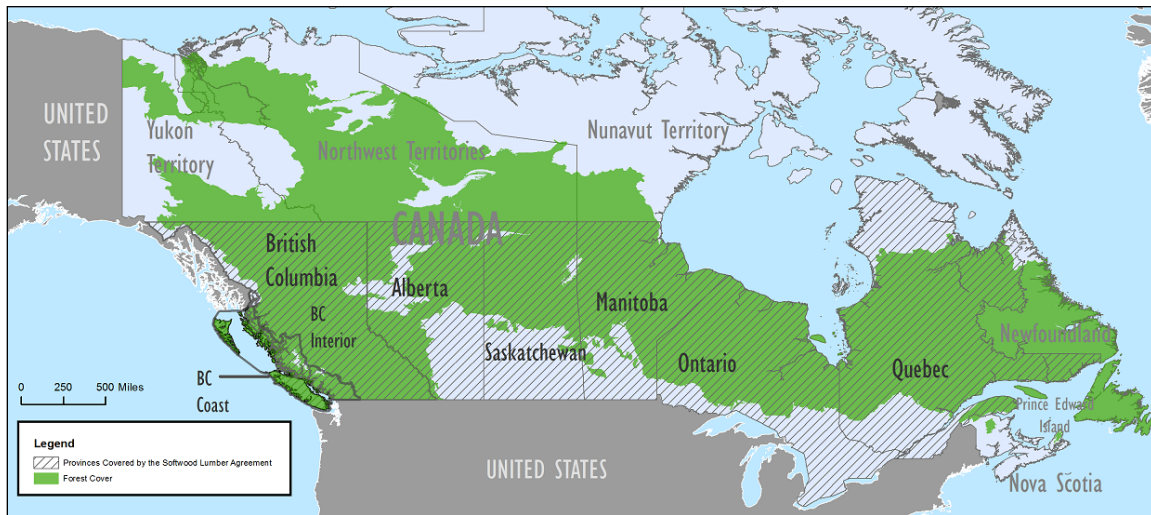 UNITED
STATES
Yukon
Territory
Northwest Territories
Nunavut Territory
CANADA
British
Columbia
BC
Interior
Alberta
Saskatchewan
Manitoba
Ontario
Quebec
Newfoundland
Prince Edward
Island
Nova Scotia
BC
Coast
UNITED STATES
0 250 500 Miles
Legend
Provinces Covered by the Softwood Lumber Agreement
Forest Cover